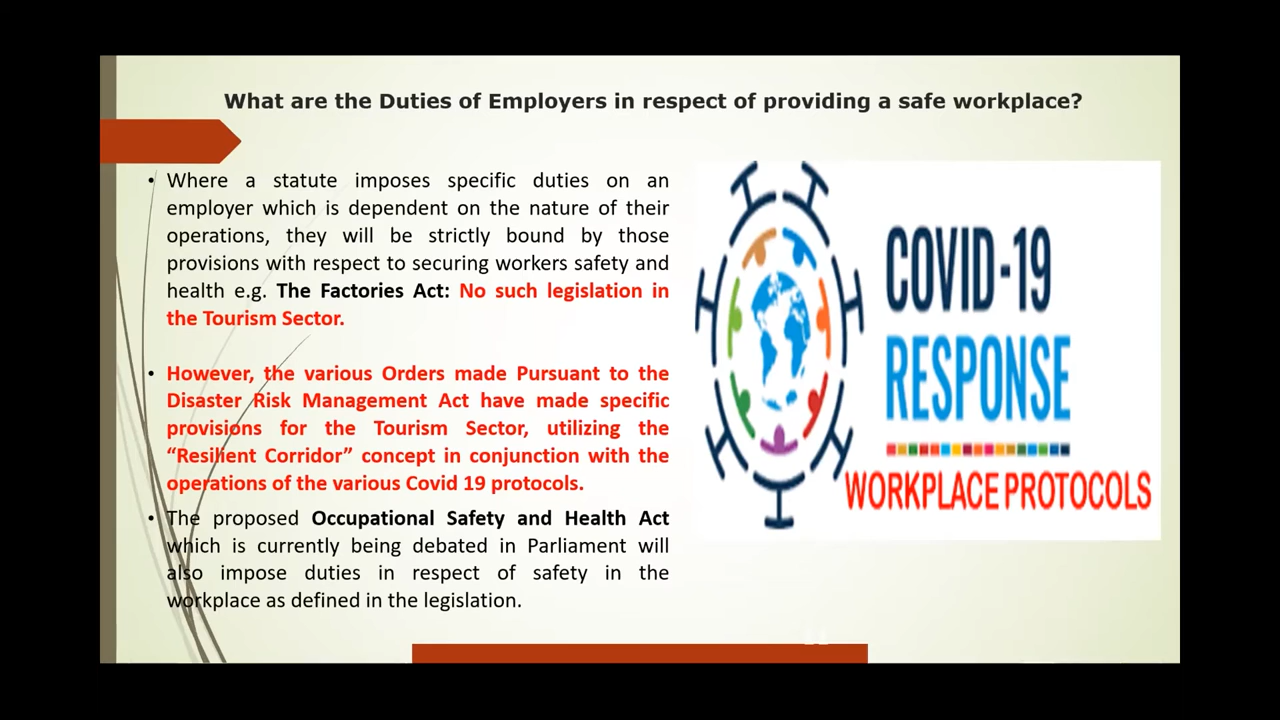 What are the Duties of Employers in respect of providing a safe workplace?
• Where a statute imposes specific duties on an
employer which is dependent on the nature of their
operations, they will be strictly bound by those
provisions with respect to securing workers safety and
health e.g. The Factories Act: No such legislation in
the Tourism Sector.
• However, the various Orders made Pursuant to the
Disaster Risk Management Act have made specific
provisions for the Tourism Sector, utilizing the
“Resilient Corridor” concept in conjunction with the
operations of the various Covid 19 protocols.
• The proposed Occupational Safety and Health Act
which is currently being debated in Parliament will
also impose duties in respect of safety in the
workplace as defined in the legislation.
COVID-19
RESPONSE
WORKPLACE PROTOCOLS